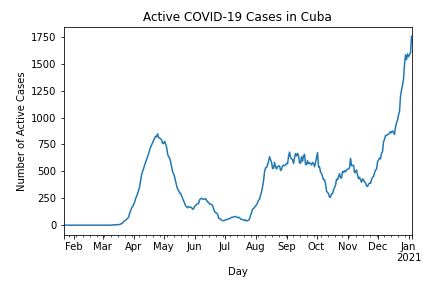 Active COVID-19 Cases in Cuba
Number of Active Cases
1750
1500
1250
1000
750
500
250
0
Feb Mar Apr May Jun Jul Aug Sep Oct Nov Dec Jan
2021
Day